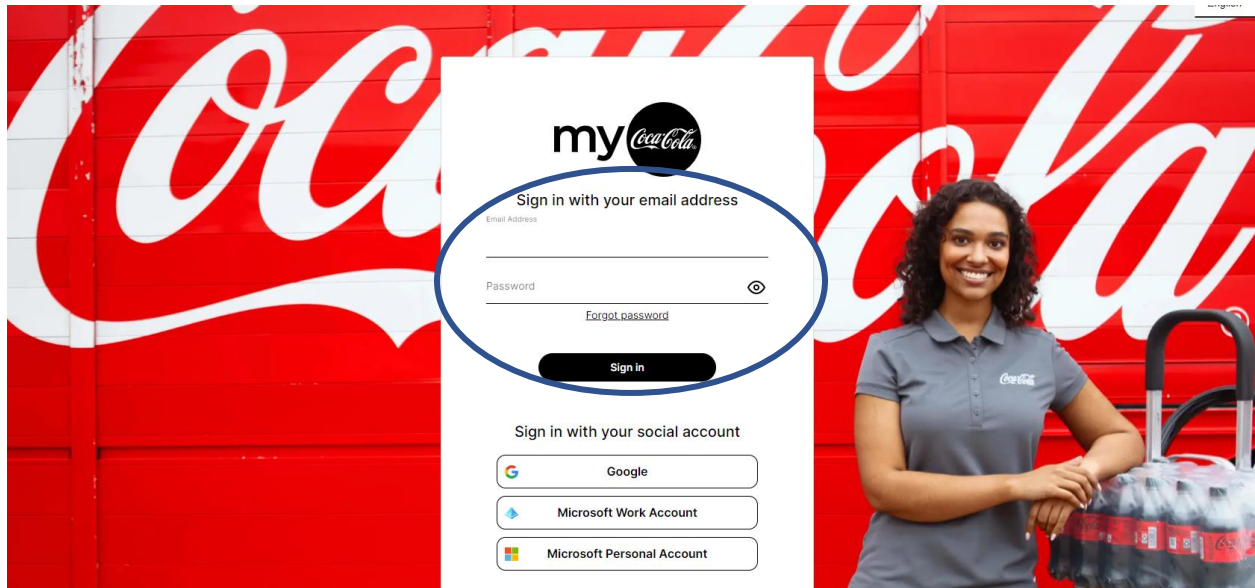 English
Coca-Cola
®
my Coca-Cola
Sign in with your email address
Email Address
Password
Forgot password
Sign in
Coca-Cola
Sign in with your social account
Google
Microsoft Work Account
Microsoft Personal Account